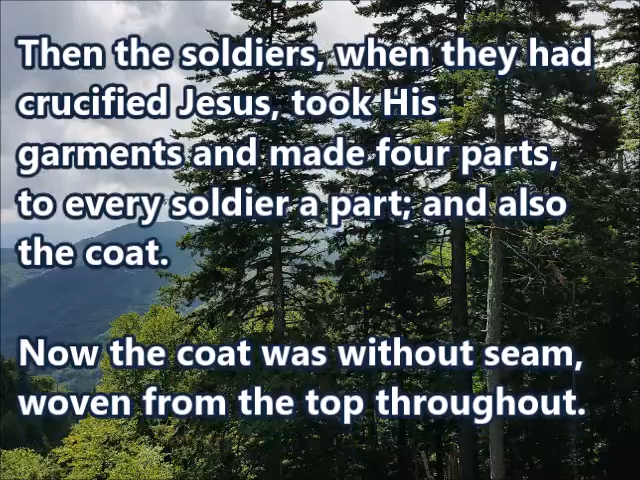 Then the soldiers, when they had
crucified Jesus, took His
garments and made four parts,
to every soldier a part; and also
the coat.
Now the coat was without seam,
woven from the top throughout.